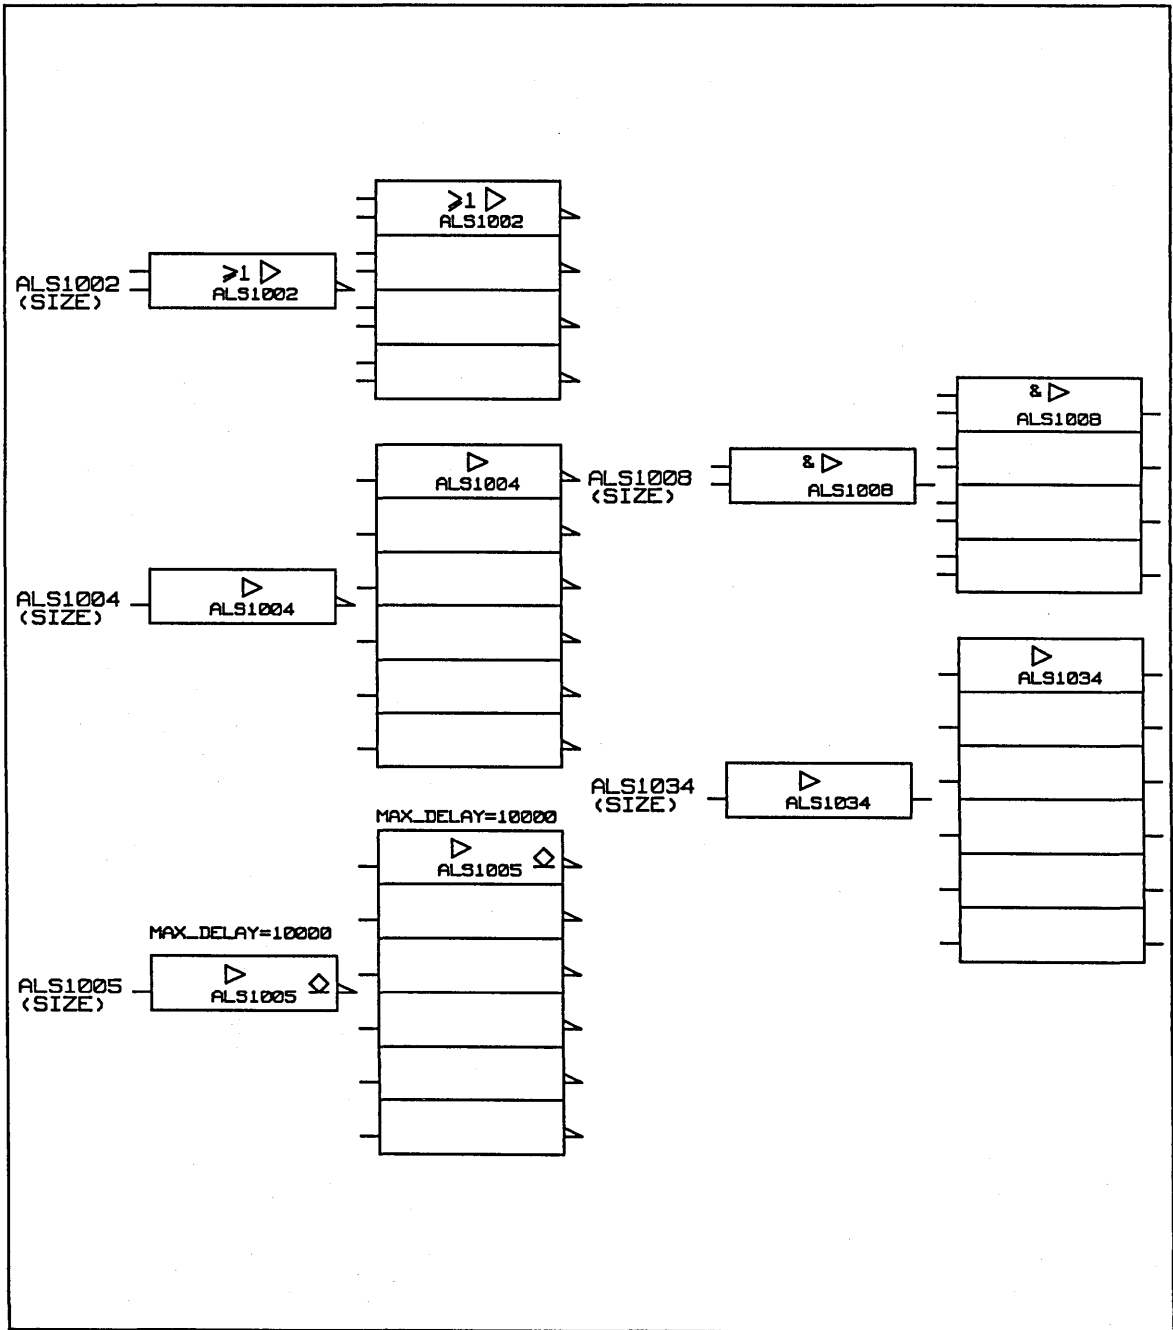 ≥1
ALS1002
ALS1002
(SIZE)
≥1
ALS1002
&
ALS1008
ALS1004
ALS1008
(SIZE)
&
ALS1008
ALS1004
(SIZE)
ALS1004
ALS1034
ALS1034
(SIZE)
ALS1034
MAX_DELAY=10000
ALS1005
MAX_DELAY=10000
ALS1005
(SIZE)
ALS1005